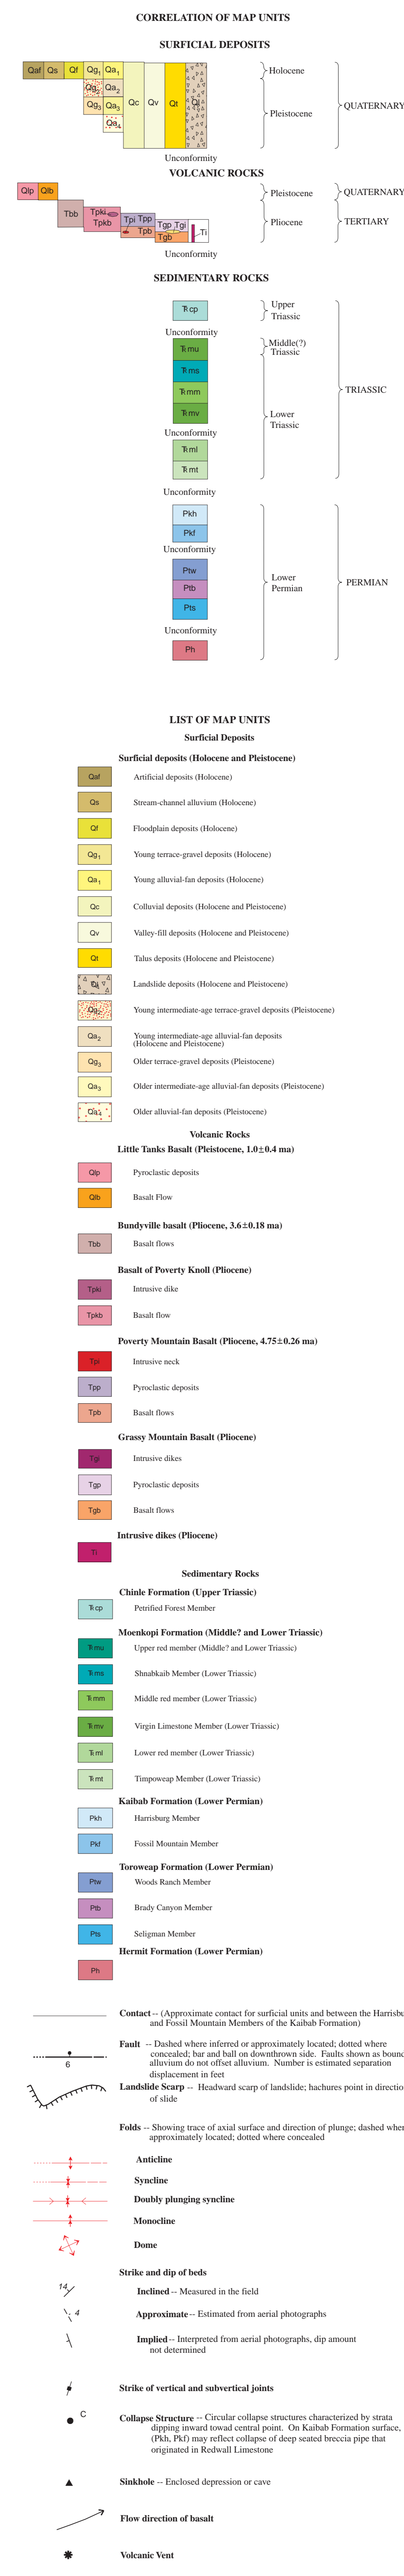 CORRELATION OF MAP UNITS
SURFICIAL DEPOSITS
Qaf Qs Qf Qg1 Qa1
Qg2 Qa2
Qc Qv Qt Ql
Qg3 Qa3
Qa4
Holocene
Pleistocene
QUATERNARY
Unconformity
VOLCANIC ROCKS
Qlp Qlb
Tbb Tpki
Tpkb
Tpi Tpp
Tpb
Tgp Tgi
Tgb
Ti
Pleistocene
Pliocene
QUATERNARY
TERTIARY
Unconformity
SEDIMENTARY ROCKS
Ŧcp
Upper
Triassic
Unconformity
Ŧmu
Middle(?)
Triassic
Ŧms
Ŧmm
TRIASSIC
Ŧmv
Lower
Triassic
Unconformity
Ŧml
Ŧmt
Unconformity
Pkh
Pkf
Unconformity
Ptw
Ptb
Lower
Permian
PERMIAN
Pts
Unconformity
Ph
LIST OF MAP UNITS
Surficial Deposits
Surficial deposits (Holocene and Pleistocene)
Qaf Artificial deposits (Holocene)
Qs Stream-channel alluvium (Holocene)
Qf Floodplain deposits (Holocene)
Qg1 Young terrace-gravel deposits (Holocene)
Qa1 Young alluvial-fan deposits (Holocene)
Qc Colluvial deposits (Holocene and Pleistocene)
Qv Valley-fill deposits (Holocene and Pleistocene)
Qt Talus deposits (Holocene and Pleistocene)
Ql Landslide deposits (Holocene and Pleistocene)
Qg2 Young intermediate-age terrace-gravel deposits (Pleistocene)
Qa2 Young intermediate-age alluvial-fan deposits
(Holocene and Pleistocene)
Qg3 Older terrace-gravel deposits (Pleistocene)
Qa3 Older intermediate-age alluvial-fan deposits (Pleistocene)
Qa4 Older alluvial-fan deposits (Pleistocene)
Volcanic Rocks
Little Tanks Basalt (Pleistocene, 1.0±0.4 ma)
Qlp Pyroclastic deposits
Qlb Basalt Flow
Bundyville basalt (Pliocene, 3.6±0.18 ma)
Tbb Basalt flows
Basalt of Poverty Knoll (Pliocene)
Tpki Intrusive dike
Tpkb Basalt flow
Poverty Mountain Basalt (Pliocene, 4.75±0.26 ma)
Tpi Intrusive neck
Tpp Pyroclastic deposits
Tpb Basalt flows
Grassy Mountain Basalt (Pliocene)
Tgi Intrusive dikes
Tgp Pyroclastic deposits
Tgb Basalt flows
Intrusive dikes (Pliocene)
Ti
Sedimentary Rocks
Chinle Formation (Upper Triassic)
Ŧcp Petrified Forest Member
Moenkopi Formation (Middle? and Lower Triassic)
Ŧmu Upper red member (Middle? and Lower Triassic)
Ŧms Shnabkaib Member (Lower Triassic)
Ŧmm Middle red member (Lower Triassic)
Ŧmv Virgin Limestone Member (Lower Triassic)
Ŧml Lower red member (Lower Triassic)
Ŧmt Timpoweap Member (Lower Triassic)
Kaibab Formation (Lower Permian)
Pkh Harrisburg Member
Pkf Fossil Mountain Member
Toroweap Formation (Lower Permian)
Ptw Woods Ranch Member
Ptb Brady Canyon Member
Pts Seligman Member
Hermit Formation (Lower Permian)
Ph
Contact -- (Approximate contact for surficial units and between the Harrisbu
and Fossil Mountain Members of the Kaibab Formation)
Fault -- Dashed where inferred or approximately located; dotted where
concealed; bar and ball on downthrown side. Faults shown as bound
alluvium do not offset alluvium. Number is estimated separation
displacement in feet
6
Landslide Scarp -- Headward scarp of landslide; hachures point in directio
of slide
Folds -- Showing trace of axial surface and direction of plunge; dashed wher
approximately located; dotted where concealed
Anticline
Syncline
Doubly plunging syncline
Monocline
Dome
Strike and dip of beds
14 Inclined -- Measured in the field
4 Approximate -- Estimated from aerial photographs
Implied -- Interpreted from aerial photographs, dip amount
not determined
Strike of vertical and subvertical joints
C Collapse Structure -- Circular collapse structures characterized by strata
dipping inward towad central point. On Kaibab Formation surface,
(Pkh, Pkf) may reflect collapse of deep seated breccia pipe that
originated in Redwall Limestone
Sinkhole -- Enclosed depression or cave
Flow direction of basalt
Volcanic Vent